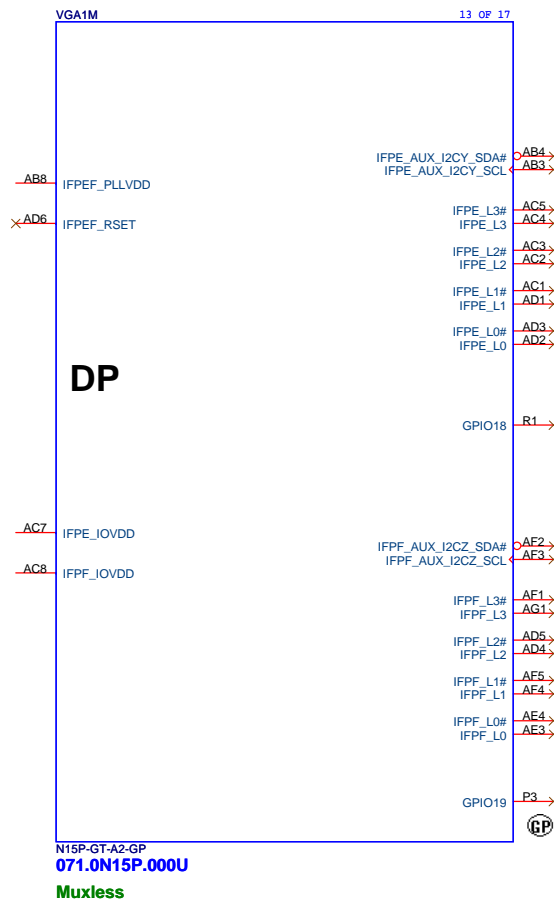 VGA1M 13 OF 17
IFPE_AUX_I2CY_SDA# AB4
IFPE_AUX_I2CY_SCL AB3
AB8 IFPEF_PLLVDD
IFPE_L3# AC5
AD6 IFPEF_RSET IFPE_L3 AC4
IFPE_L2# AC3
IFPE_L2 AC2
IFPE_L1# AC1
IFPE_L1 AD1
IFPE_L0# AD3
IFPE_L0 AD2
DP
GPIO18 R1
AC7 IFPE_IOVDD
IFPF_AUX_I2CZ_SDA# AF2
IFPF_AUX_I2CZ_SCL AF3
AC8 IFPF_IOVDD
IFPF_L3# AF1
IFPF_L3 AG1
IFPF_L2# AD5
IFPF_L2 AD4
IFPF_L1# AF5
IFPF_L1 AF4
IFPF_L0# AE4
IFPF_L0 AE3
GPIO19 P3
GP
N15P-GT-A2-GP
071.0N15P.000U
Muxless